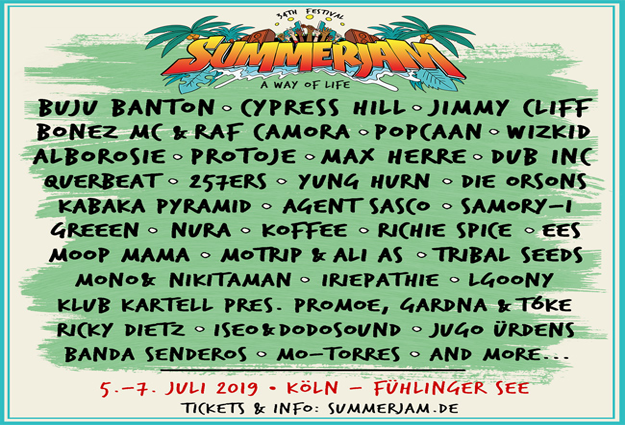 34TH FESTIVAL
SUMMERJAM
A WAY OF LIFE
BUJU BANTON • CYPRESS HILL • JIMMY CLIFF
BONEZ MC & RAF CAMORA • POPCAAN • WIZKID
ALBOROSIE • PROTOJE • MAX HERRE • DUB INC
QUERBEAT • 257ERS • YUNG HURN • DIE ORSONS
KABAKA PYRAMID • AGENT SASCO • SAMORY-I
GREEEN • NURA • KOFFEE • RICHIE SPICE • EES
MOOP MAMA • MOTRIP & ALI AS • TRIBAL SEEDS
MONO& NIKITAMAN • IRIEPATHIE • LGOONY
KLUB KARTELL PRES. PROMOE, GARDNA & TÓKE
RICKY DIETZ • ISEO&DODOSOUND • JUGO ÜRDENS
BANDA SENDEROS • MO-TORRES • AND MORE...
5.-7. JULI 2019 • KÖLN - FÜHLINGER SEE
TICKETS & INFO: SUMMERJAM.DE